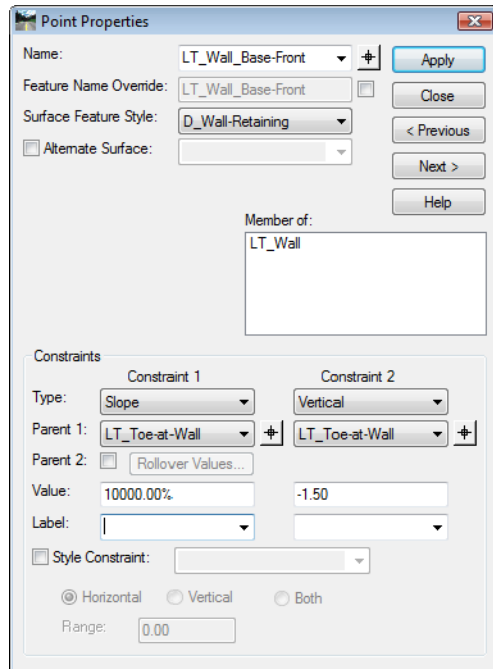 Point Properties
Name: LT_Wall_Base-Front Apply
Feature Name Override: LT_Wall_Base-Front Close
Surface Feature Style: D_Wall-Retaining < Previous
Alternate Surface: Next >
Help
Member of:
LT_Wall
Constraints
Constraint 1 Constraint 2
Type: Slope Vertical
Parent 1: LT_Toe-at-Wall LT_Toe-at-Wall
Parent 2: Rollover Values...
Value: 10000.00% -1.50
Label:
Style Constraint:
Horizontal Vertical Both
Range: 0.00